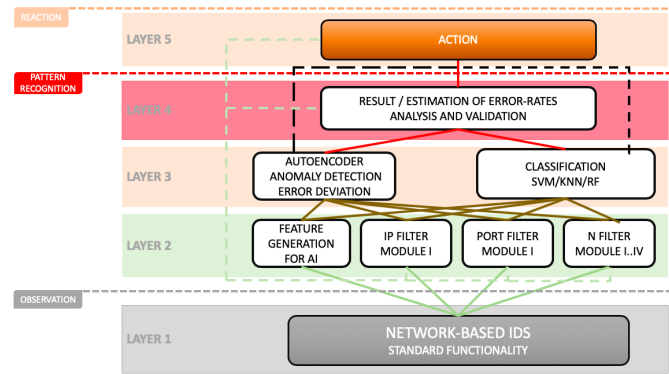 REACTION
LAYER 5
ACTION
PATTERN
RECOGNITION
LAYER 4
RESULT / ESTIMATION OF ERROR-RATES
ANALYSIS AND VALIDATION
LAYER 3
AUTOENCODER
ANOMALY DETECTION
ERROR DEVIATION
CLASSIFICATION
SVM/KNN/RF
LAYER 2
FEATURE
GENERATION
FOR AI
IP FILTER
MODULE I
PORT FILTER
MODULE I
N FILTER
MODULE I..IV
OBSERVATION
LAYER 1
NETWORK-BASED IDS
STANDARD FUNCTIONALITY